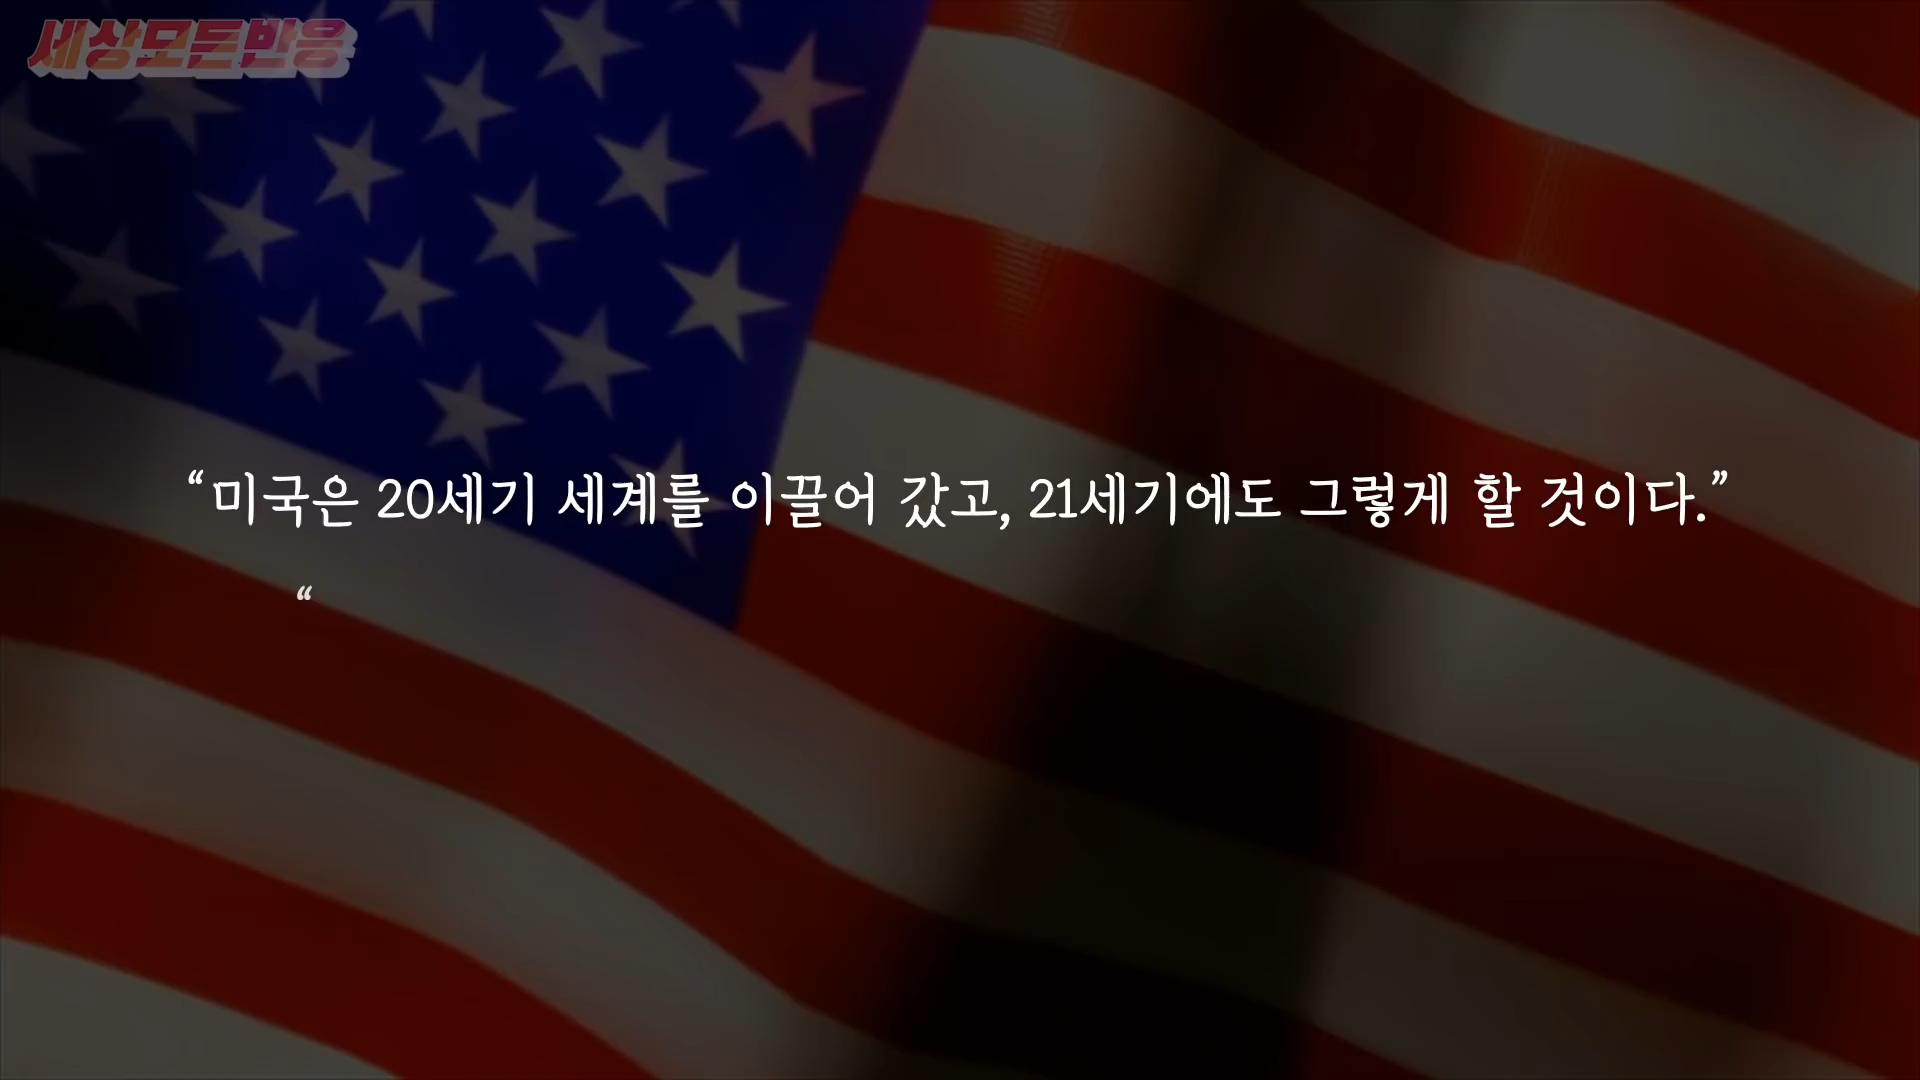 세상모든반응
“미국은 20세기 세계를 이끌어 갔고, 21세기에도 그렇게 할 것이다.”
“